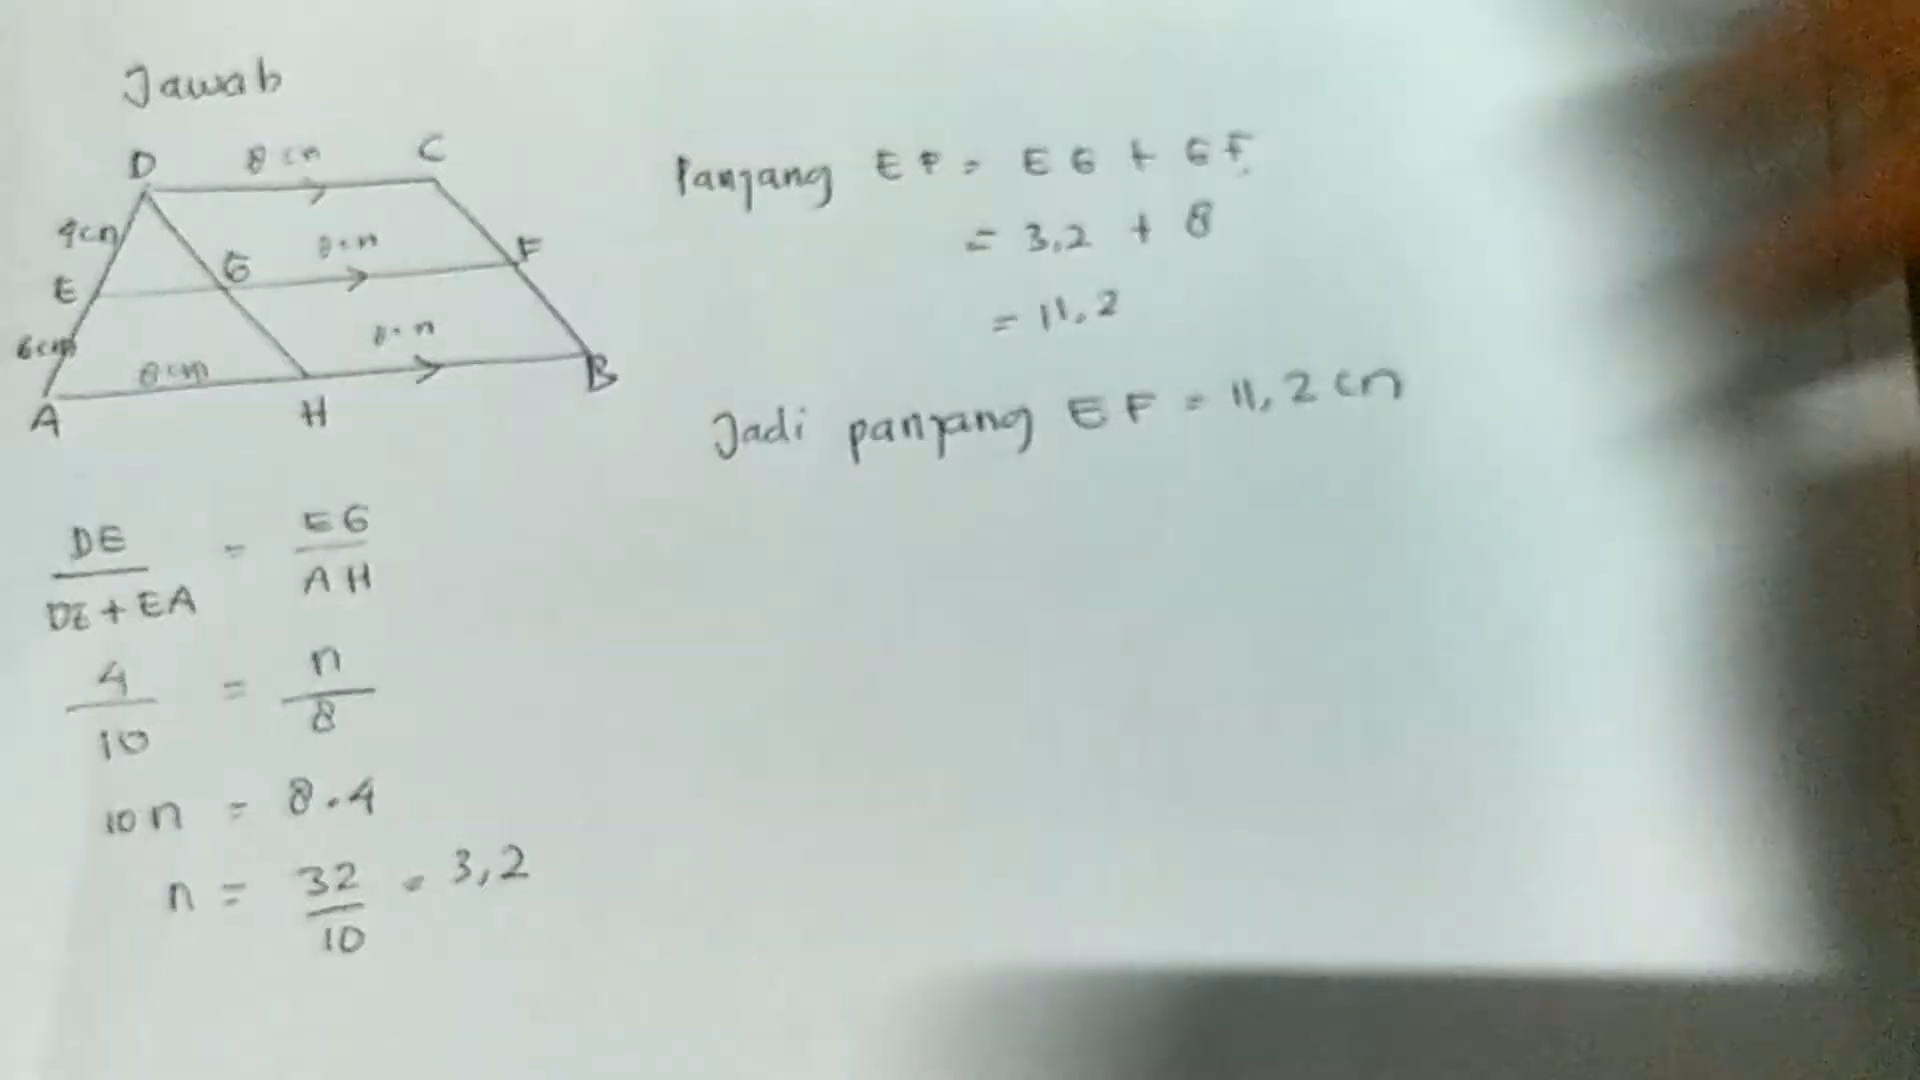 Jawab
D 8 cm C
4cm
E G 8cm F
6cm
8cm 8cm
A H B
DE / DE + EA = EG / AH
4 / 10 = n / 8
10 n = 8.4
n = 32 / 10 = 3,2
Panjang EF = EG + GF
= 3,2 + 8
= 11,2
Jadi panjang EF = 11,2 cm